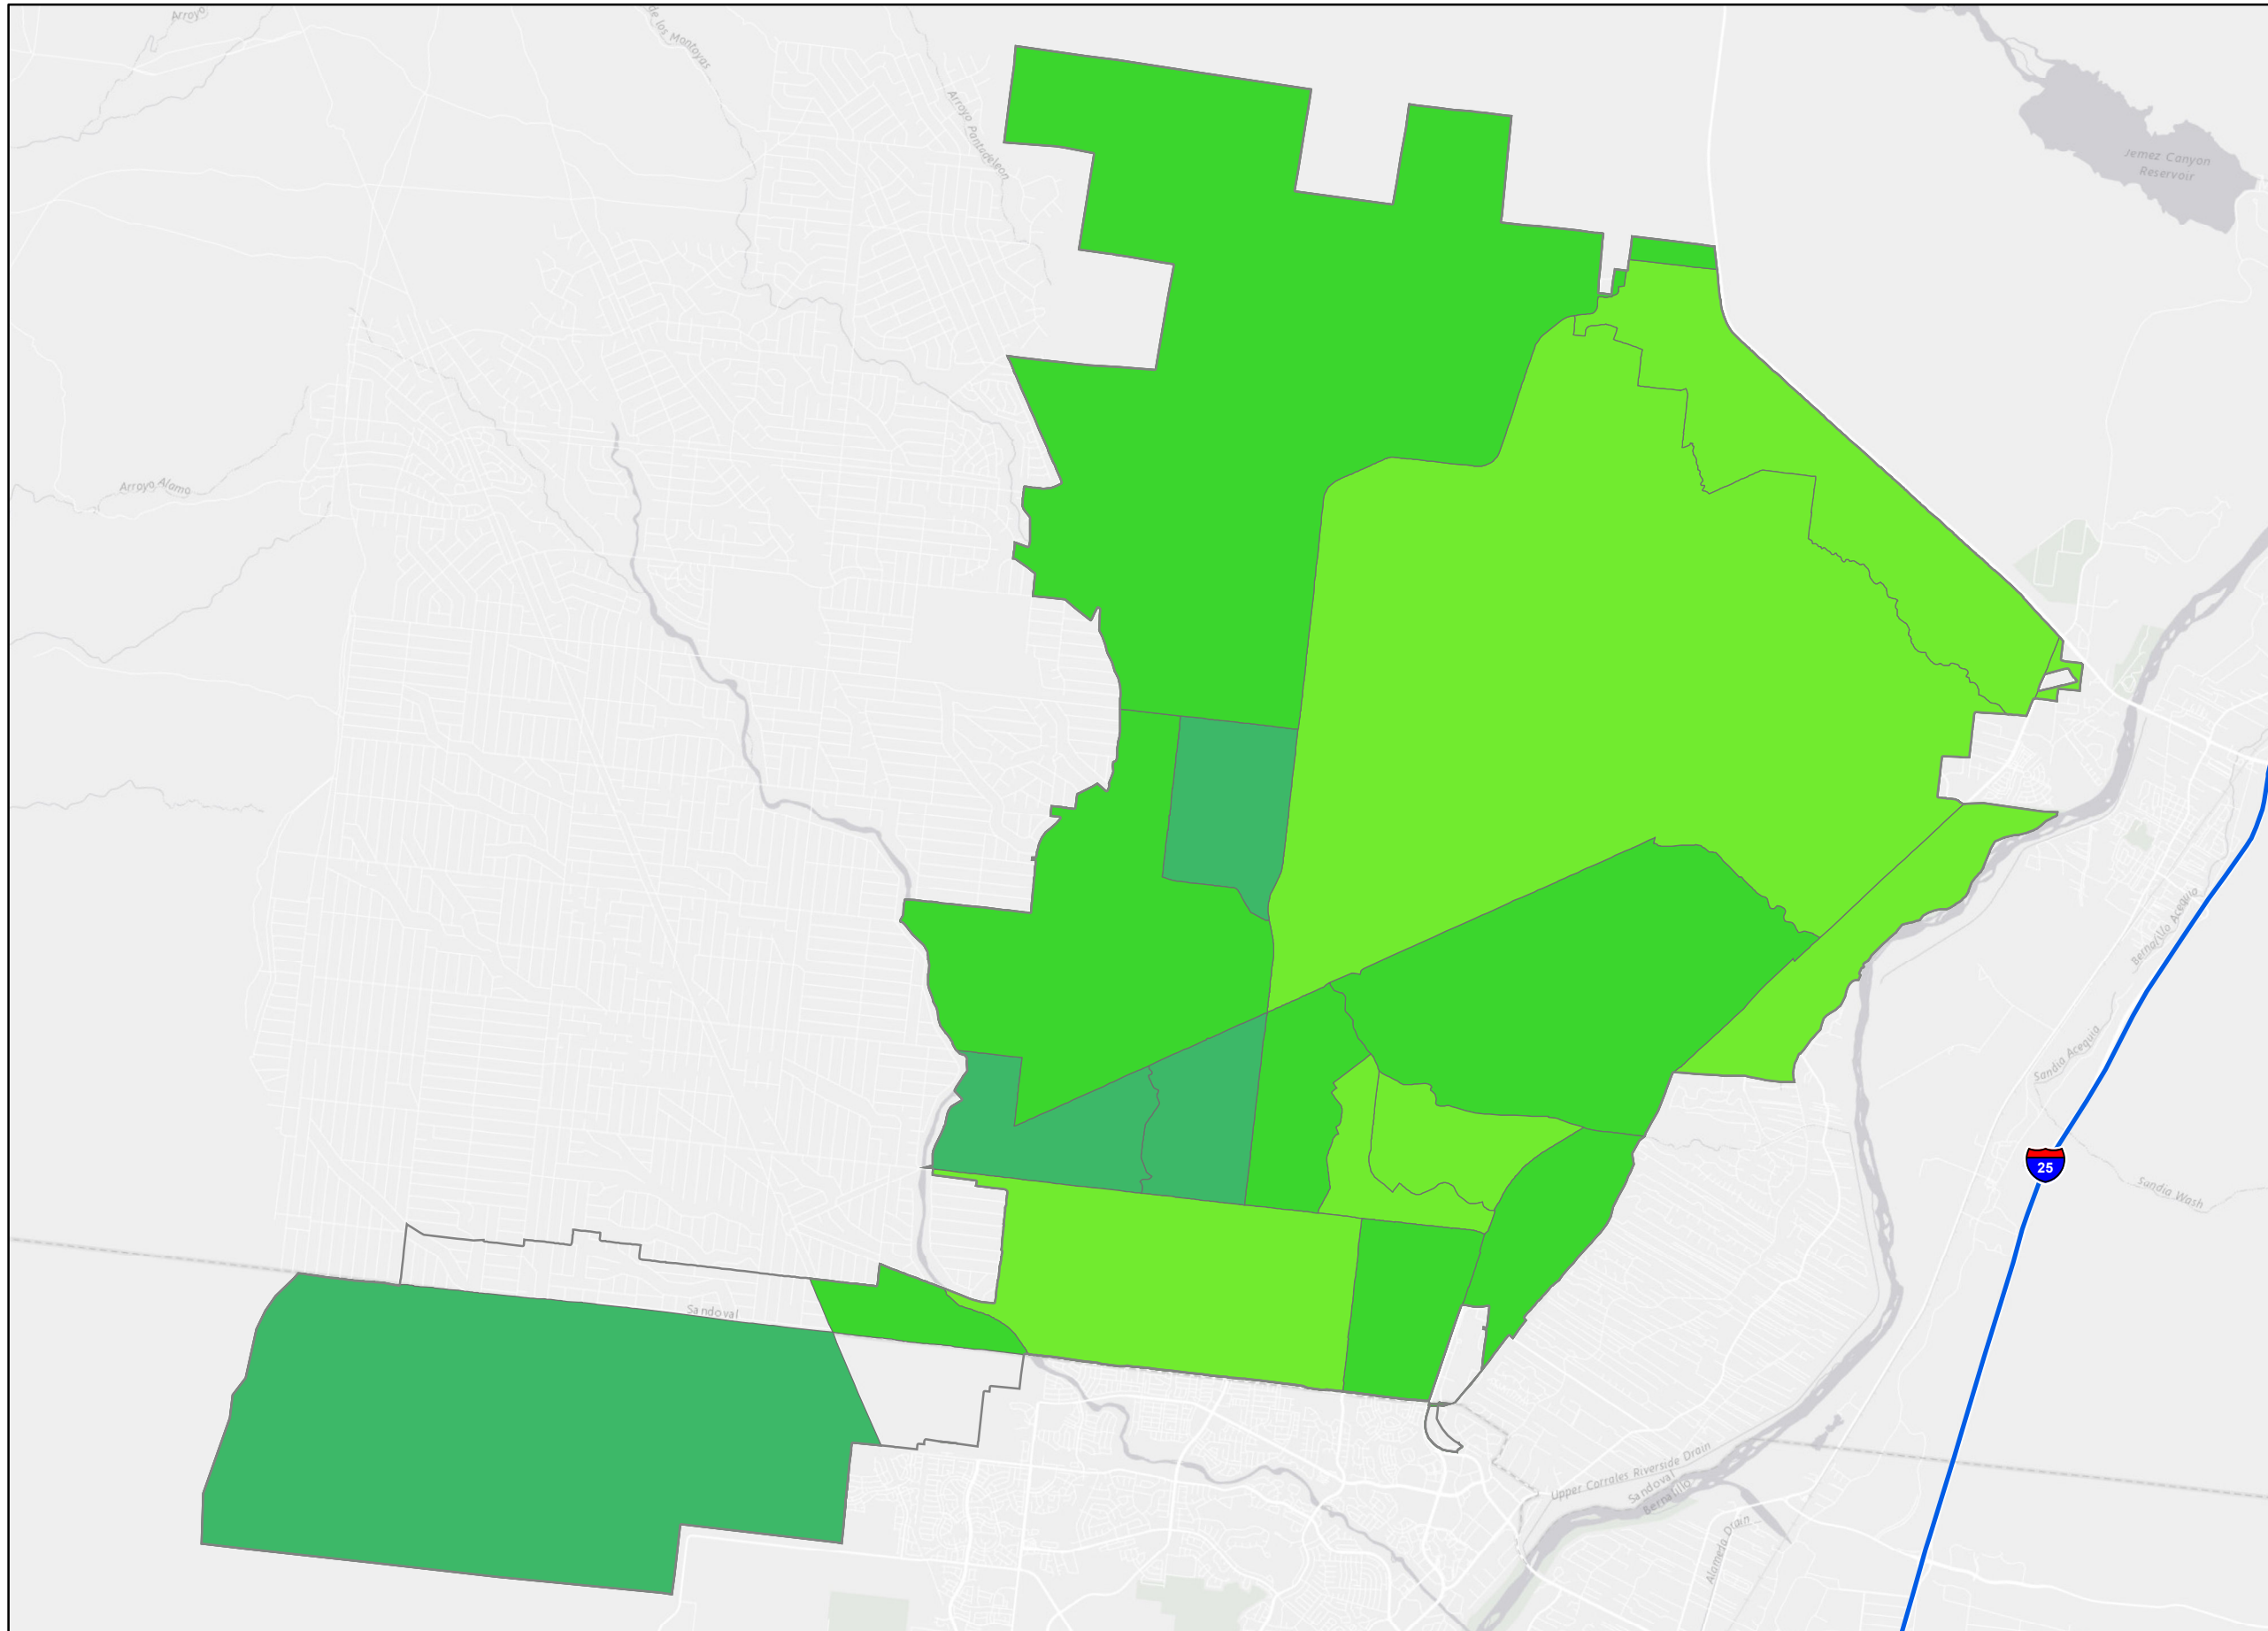 Arroyo
de los Montoyas
Arroyo Pantadeleon
Jemez Canyon
Reservoir
Arroyo Alamo
Bernalillo Acequia
Sandia Acequia
25
Sandia Wash
Sandoval
Upper Corrales Riverside Drain
Sandoval
Bernalillo
Alameda Drain